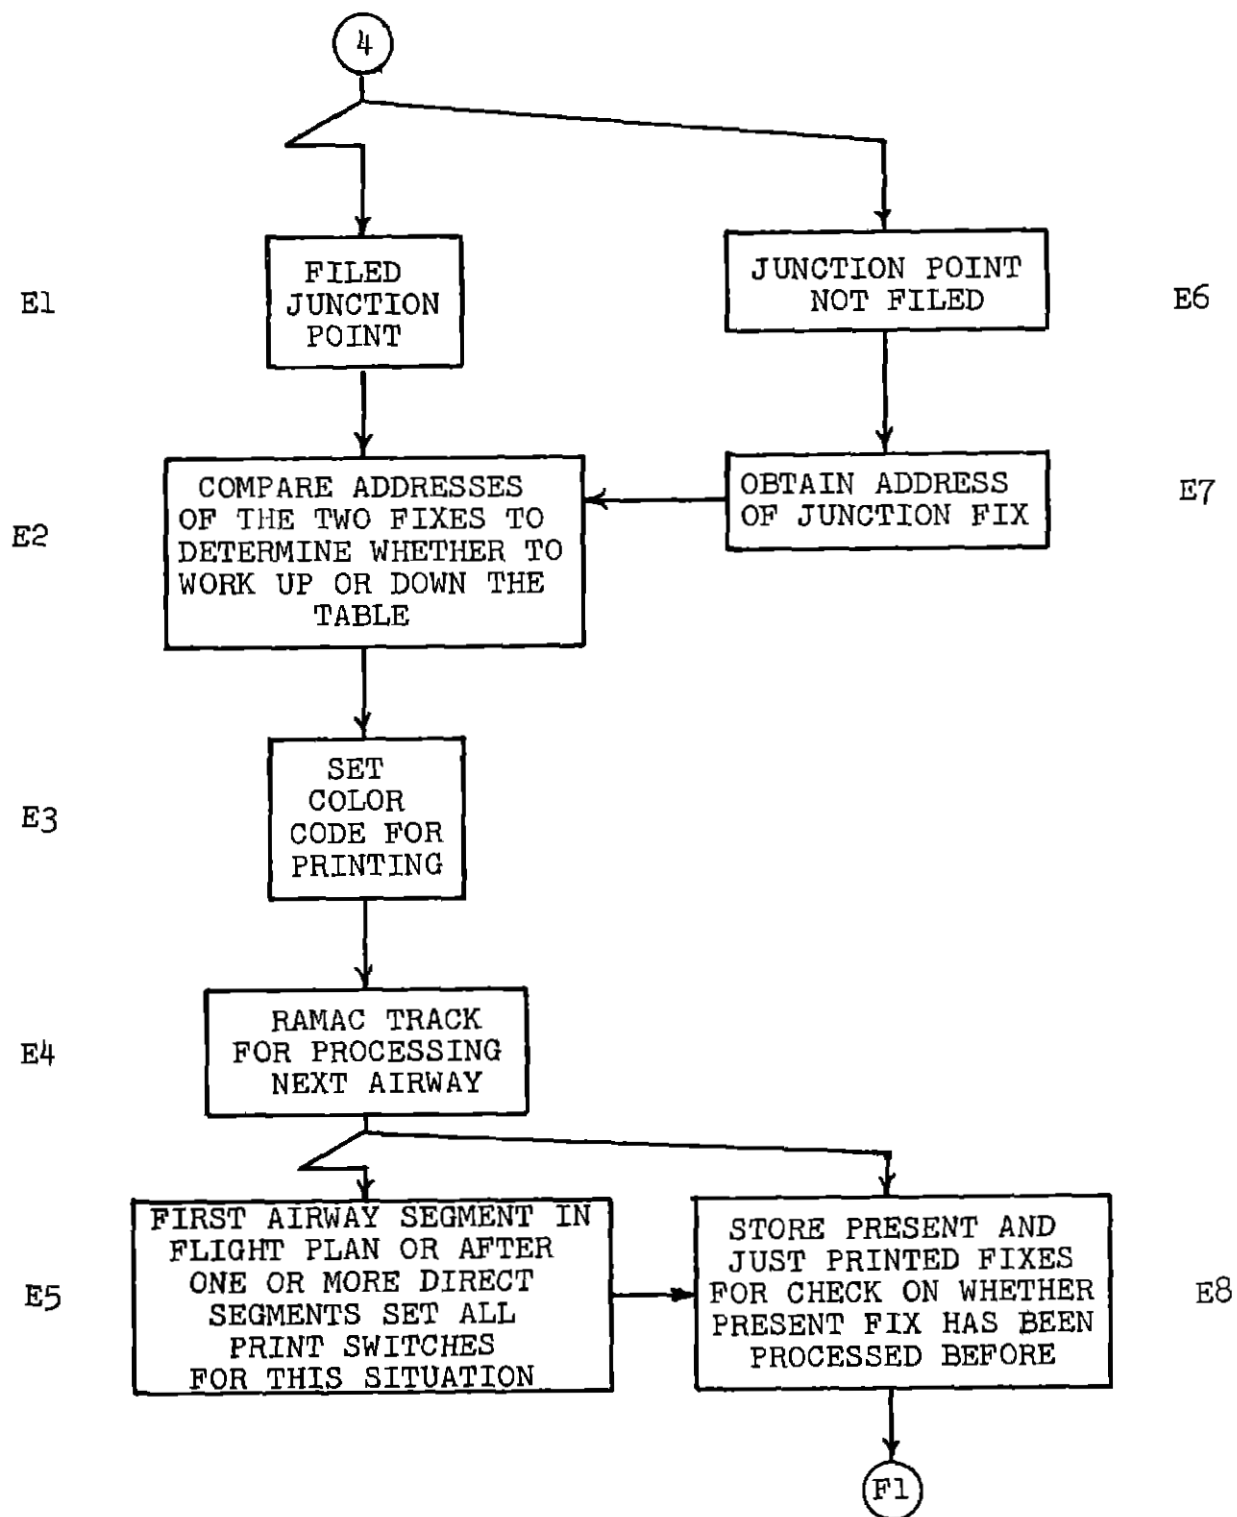 4
E1
FILED
JUNCTION
POINT
JUNCTION POINT
NOT FILED
E6
E2
COMPARE ADDRESSES
OF THE TWO FIXES TO
DETERMINE WHETHER TO
WORK UP OR DOWN THE
TABLE
OBTAIN ADDRESS
OF JUNCTION FIX
E7
E3
SET
COLOR
CODE FOR
PRINTING
E4
RAMAC TRACK
FOR PROCESSING
NEXT AIRWAY
E5
FIRST AIRWAY SEGMENT IN
FLIGHT PLAN OR AFTER
ONE OR MORE DIRECT
SEGMENTS SET ALL
PRINT SWITCHES
FOR THIS SITUATION
STORE PRESENT AND
JUST PRINTED FIXES
FOR CHECK ON WHETHER
PRESENT FIX HAS BEEN
PROCESSED BEFORE
E8
F1